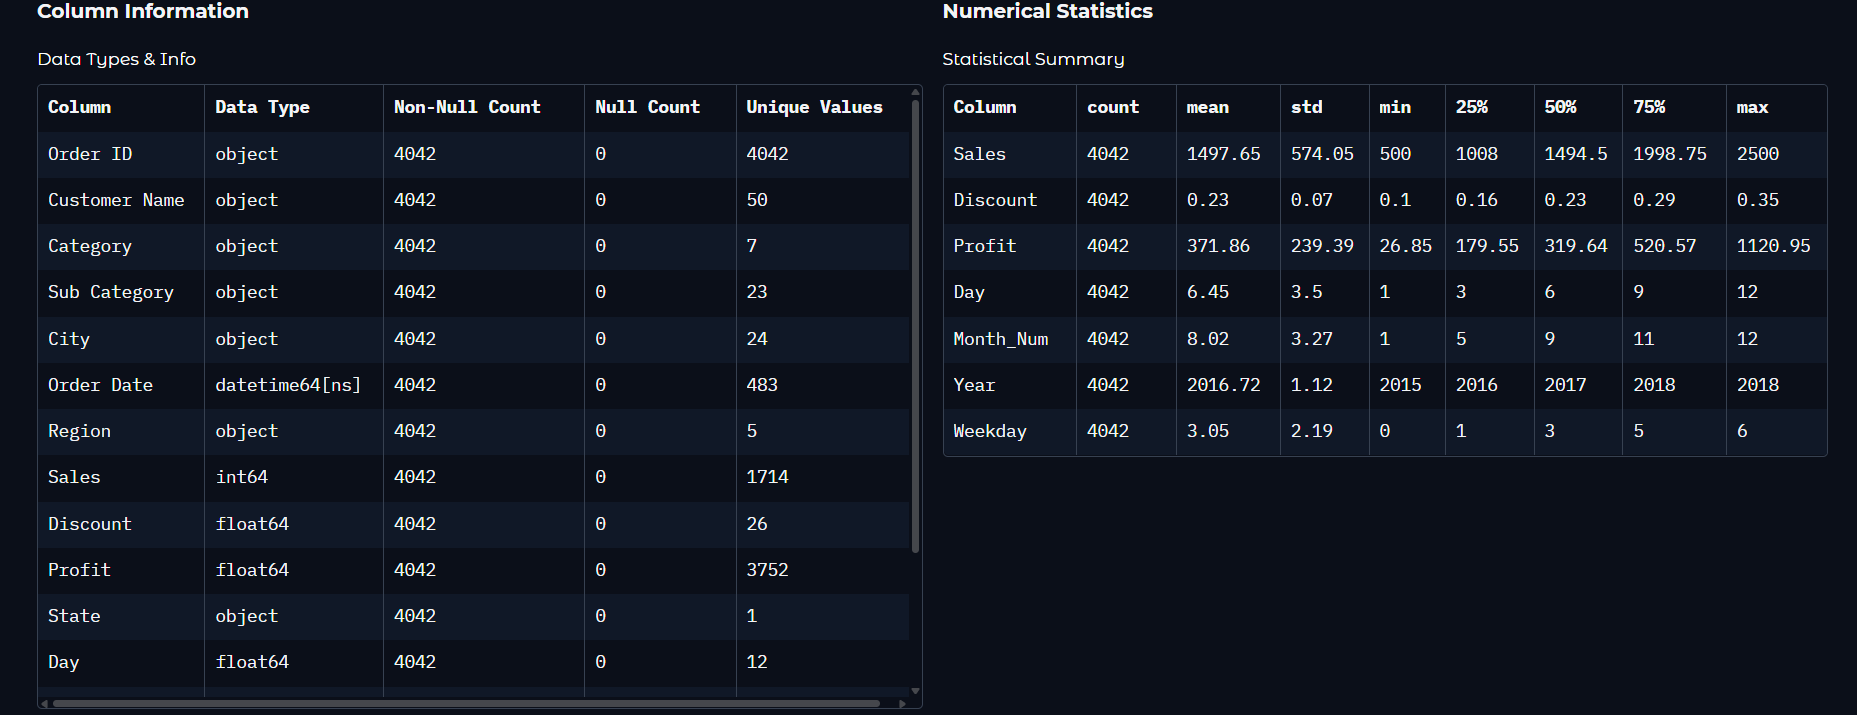 Column Information
Data Types & Info
Column Data Type Non-Null Count Null Count Unique Values
Order ID object 4042 0 4042
Customer Name object 4042 0 50
Category object 4042 0 7
Sub Category object 4042 0 23
City object 4042 0 24
Order Date datetime64[ns] 4042 0 483
Region object 4042 0 5
Sales int64 4042 0 1714
Discount float64 4042 0 26
Profit float64 4042 0 3752
State object 4042 0 1
Day float64 4042 0 12
Numerical Statistics
Statistical Summary
Column count mean std min 25% 50% 75% max
Sales 4042 1497.65 574.05 500 1008 1494.5 1998.75 2500
Discount 4042 0.23 0.07 0.1 0.16 0.23 0.29 0.35
Profit 4042 371.86 239.39 26.85 179.55 319.64 520.57 1120.95
Day 4042 6.45 3.5 1 3 6 9 12
Month_Num 4042 8.02 3.27 1 5 9 11 12
Year 4042 2016.72 1.12 2015 2016 2017 2018 2018
Weekday 4042 3.05 2.19 0 1 3 5 6